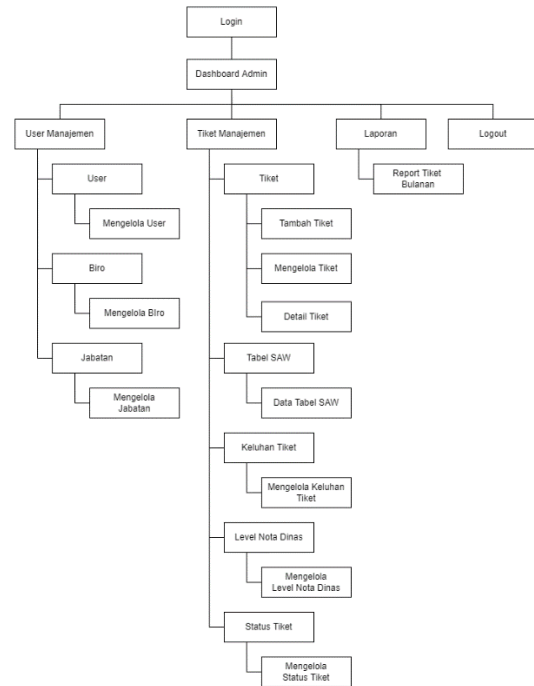 Login
Dashboard Admin
User Manajemen
Tiket Manajemen
Laporan
Logout
User
Mengelola User
Biro
Mengelola BIro
Jabatan
Mengelola
Jabatan
Tiket
Tambah Tiket
Mengelola Tiket
Detail Tiket
Tabel SAW
Data Tabel SAW
Keluhan Tiket
Mengelola Keluhan
Tiket
Level Nota Dinas
Mengelola
Level Nota Dinas
Status Tiket
Mengelola
Status Tiket
Report Tiket
Bulanan